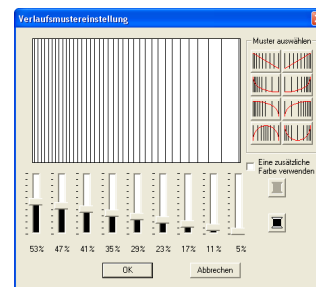 Verlaufsmustereinstellung
Muster auswählen
Eine zusätzliche
Farbe verwenden
53% 47% 41% 35% 29% 23% 17% 11% 5%
OK Abbrechen